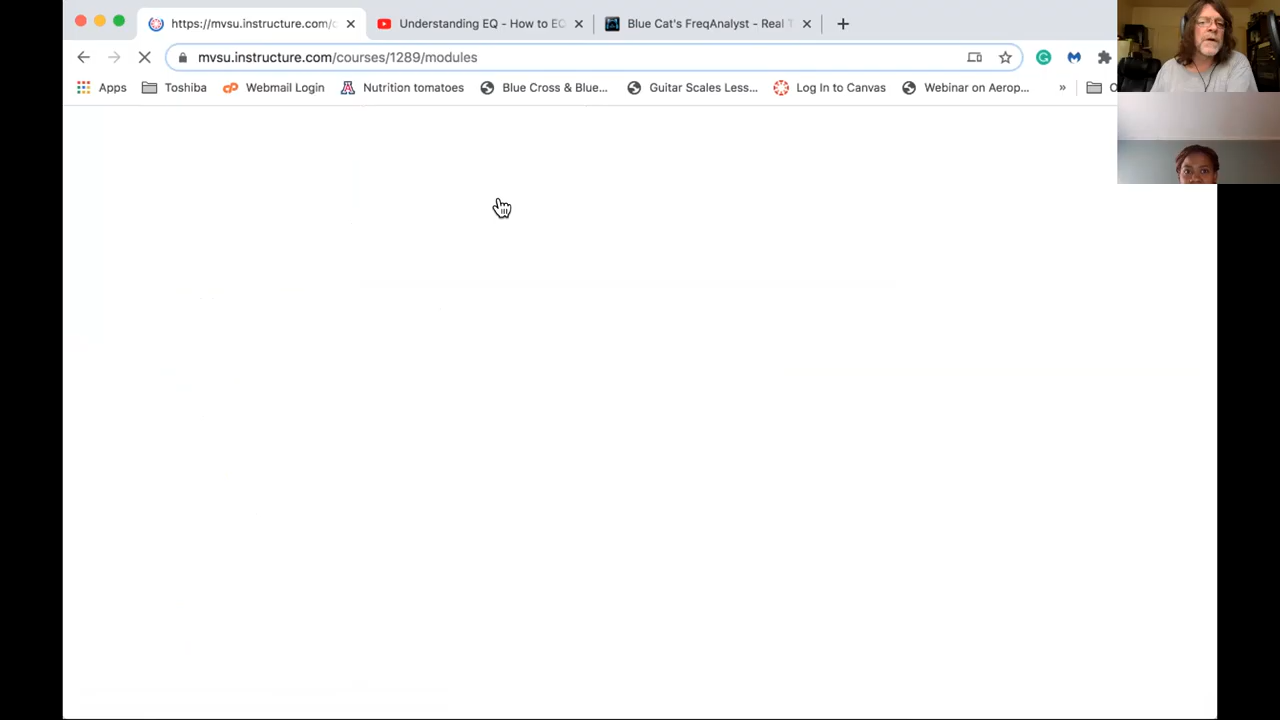 https://mvsu.instructure.com/c
Understanding EQ - How to EQ
Blue Cat's FreqAnalyst - Real T
mvsu.instructure.com/courses/1289/modules
Apps
Toshiba
Webmail Login
Nutrition tomatoes
Blue Cross & Blue...
Guitar Scales Less...
Log In to Canvas
Webinar on Aerop...
»
O